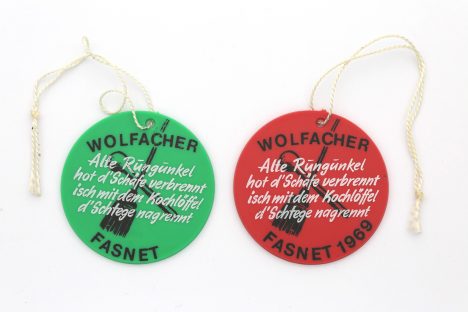 WOLFACHER
Alte Rungunkel
hot d'Schäfe verbrennt
isch mit dem Kochlöffel
d'Schtege nagrennt
FASNET
WOLFACHER
Alte Rungunkel
hot d'Schäfe verbrennt
isch mit dem Kochlöffel
d'Schtege nagrennt
FASNET 1969